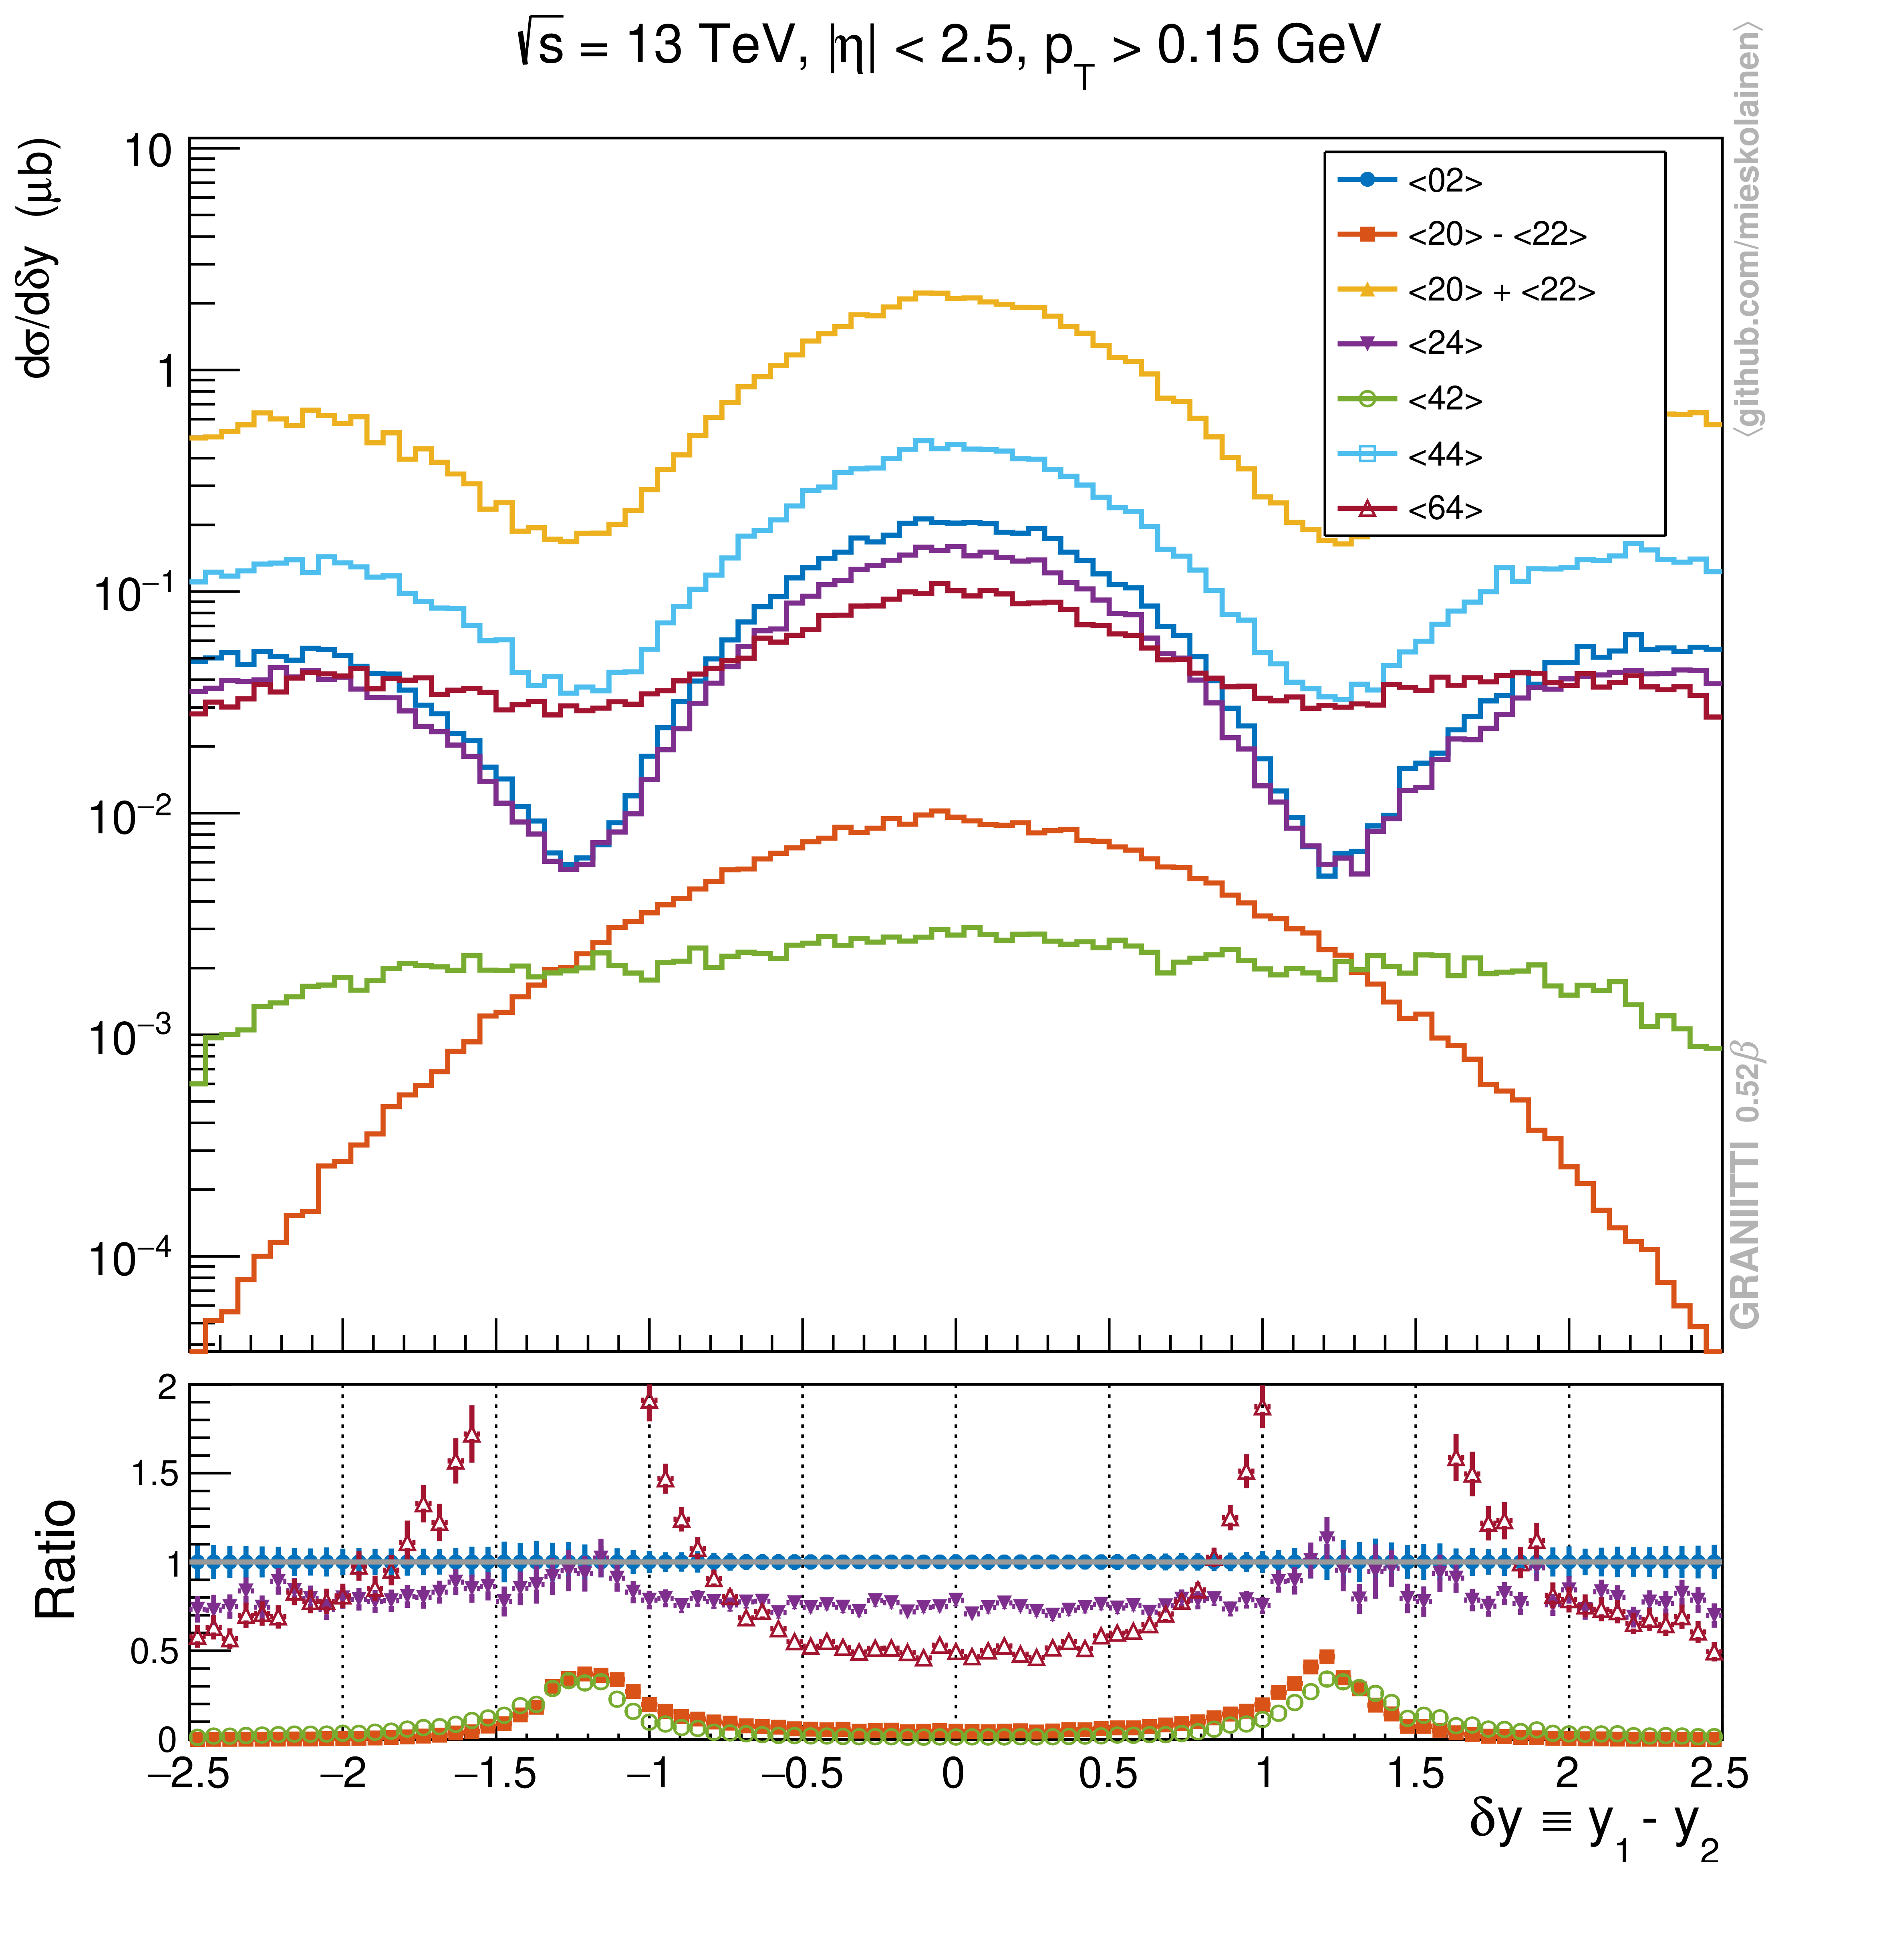 √s = 13 TeV, |η| < 2.5, p_T > 0.15 GeV
dσ/dδy (μb)
10
1
10⁻¹
10⁻²
10⁻³
10⁻⁴
<02>
<20> - <22>
<20> + <22>
<24>
<42>
<44>
<64>
⟨github.com/mieskolainen⟩
GRANIITTI 0.52β
Ratio
2
1.5
1
0.5
0
−2.5 −2 −1.5 −1 −0.5 0 0.5 1 1.5 2 2.5
δy ≡ y₁ - y₂